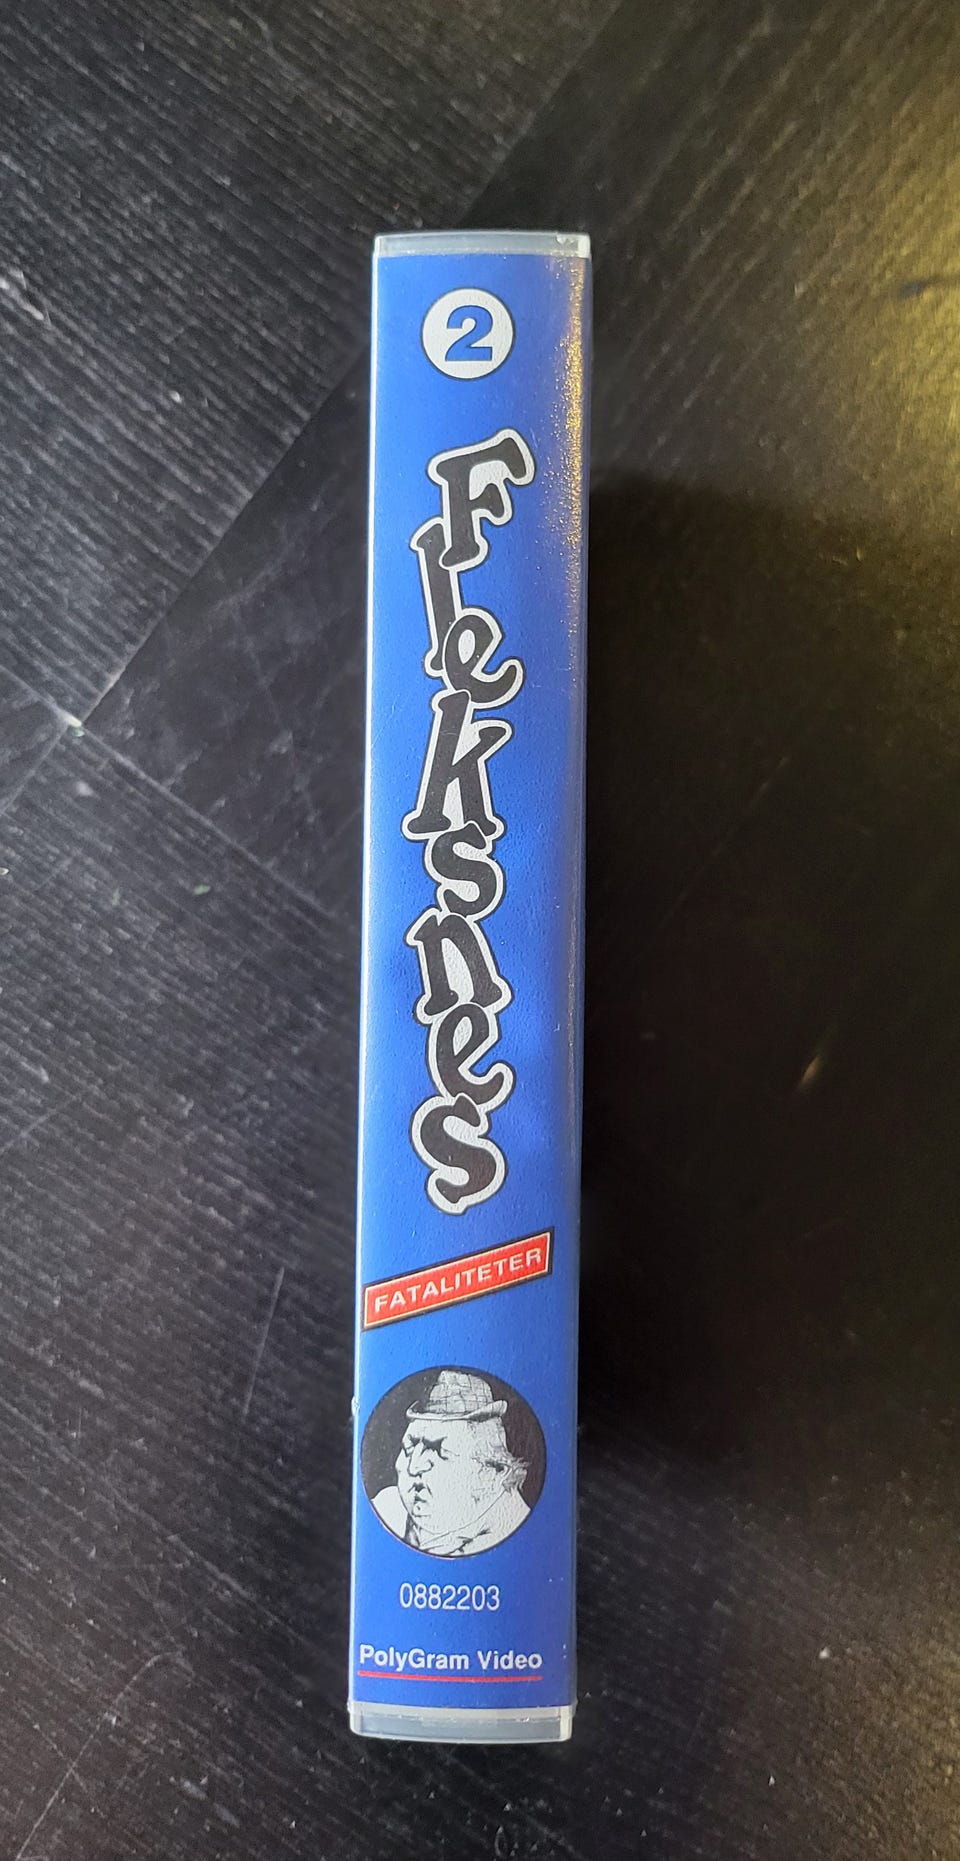 2
Fleksnes
FATALITETER
0882203
PolyGram Video